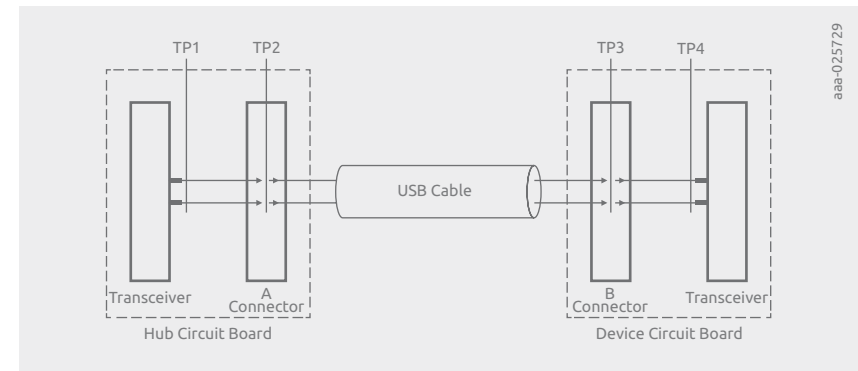 TP1
TP2
TP3
TP4
aaa-025729
USB Cable
Transceiver
A
Connector
B
Connector
Transceiver
Hub Circuit Board
Device Circuit Board